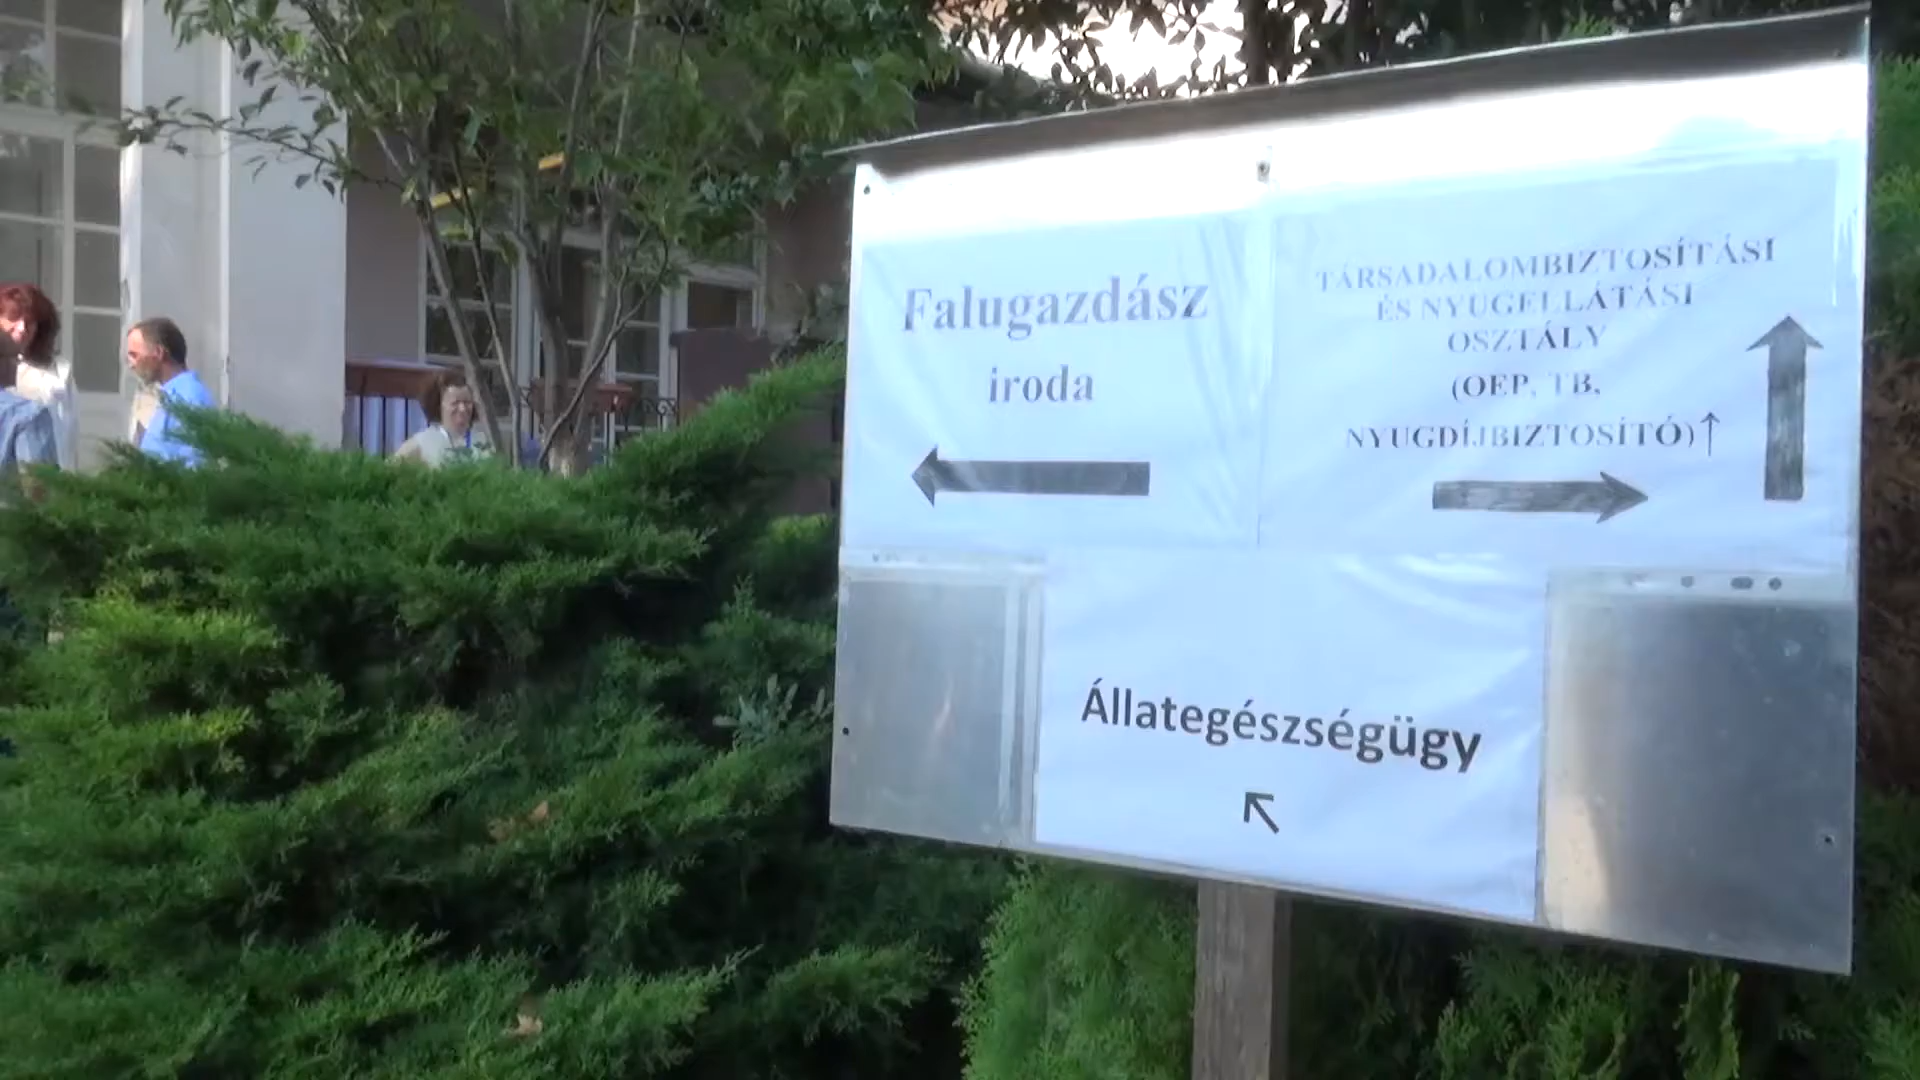 Falugazdász
iroda
TÁRSADALOMBIZTOSÍTÁSI
ÉS NYUGELLÁTÁSI
OSZTÁLY
(OEP, TB,
NYUGDÍJBIZTOSÍTÓ)↑
Állategészségügy